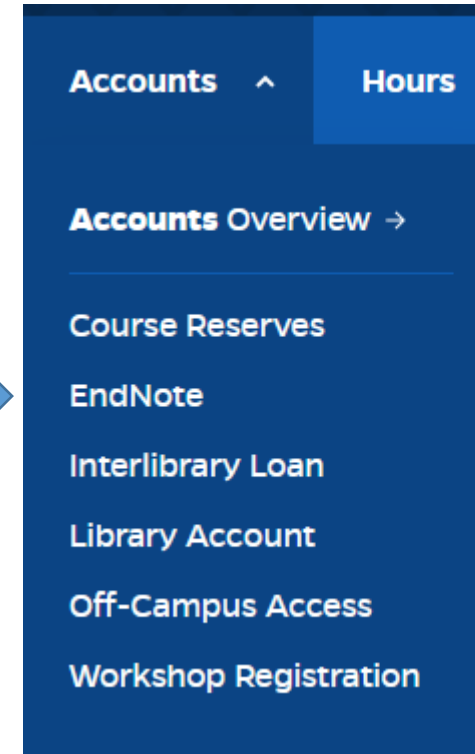 Accounts Hours
Accounts Overview →
Course Reserves
EndNote
Interlibrary Loan
Library Account
Off-Campus Access
Workshop Registration